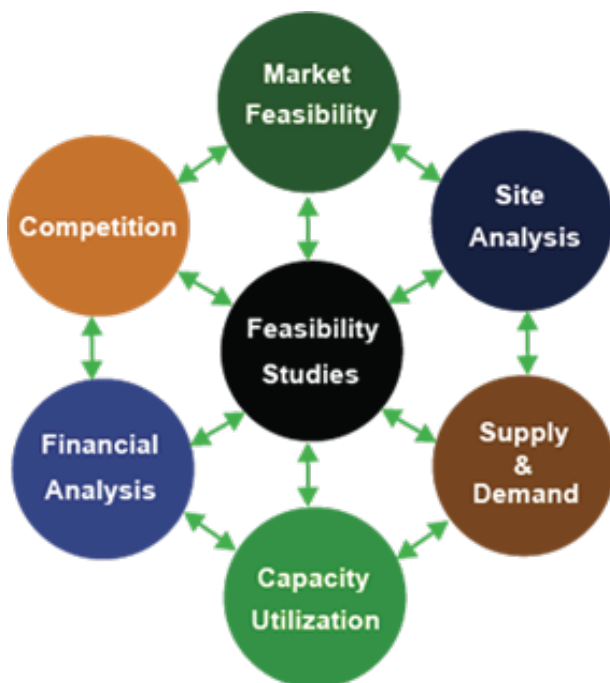 Market
Feasibility
Competition
Site
Analysis
Feasibility
Studies
Financial
Analysis
Supply
&
Demand
Capacity
Utilization